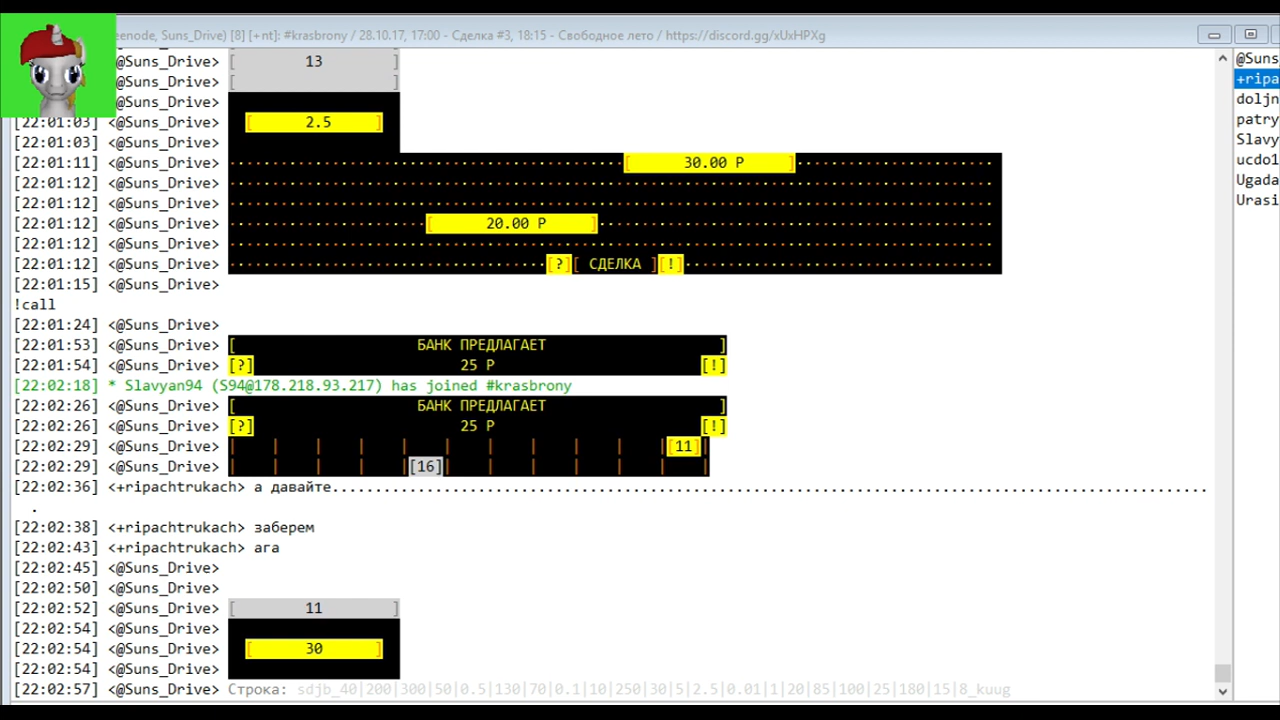 eenode, Suns_Drive) [8] [+nt]: #krasbrony / 28.10.17, 17:00 - Сделка #3, 18:15 - Свободное лето / https://discord.gg/xUxHPXg
@Suns_Drive> [ 13 ]
@Suns_Drive> [ ]
@Suns_Drive>
[22:01:03] <@Suns_Drive> [ 2.5 ]
[22:01:03] <@Suns_Drive>
[22:01:11] <@Suns_Drive> [ 30.00 Р ]
[22:01:12] <@Suns_Drive>
[22:01:12] <@Suns_Drive>
[22:01:12] <@Suns_Drive> [ 20.00 Р ]
[22:01:12] <@Suns_Drive>
[22:01:12] <@Suns_Drive> [?][ СДЕЛКА ][!]
[22:01:15] <@Suns_Drive>
!call
[22:01:24] <@Suns_Drive>
[22:01:53] <@Suns_Drive> [ БАНК ПРЕДЛАГАЕТ ]
[22:01:54] <@Suns_Drive> [?] 25 Р [!]
[22:02:18] * Slavyan94 (S94@178.218.93.217) has joined #krasbrony
[22:02:26] <@Suns_Drive> [ БАНК ПРЕДЛАГАЕТ ]
[22:02:26] <@Suns_Drive> [?] 25 Р [!]
[22:02:29] <@Suns_Drive> | | | | | | | | | | |[11]|
[22:02:29] <@Suns_Drive> | | | | |[16]| | | | | | |
[22:02:36] <+ripachtrukach> а давайте......................................................................................................
.
[22:02:38] <+ripachtrukach> заберем
[22:02:43] <+ripachtrukach> ага
[22:02:45] <@Suns_Drive>
[22:02:50] <@Suns_Drive>
[22:02:52] <@Suns_Drive> [ 11 ]
[22:02:54] <@Suns_Drive>
[22:02:54] <@Suns_Drive> [ 30 ]
[22:02:54] <@Suns_Drive>
[22:02:57] <@Suns_Drive> Строка: sdjb_40|200|300|50|0.5|130|70|0.1|10|250|30|5|2.5|0.01|1|20|85|100|25|180|15|8_kuug
@Suns
+ripa
doljn
patry
Slavy
ucdol
Ugada
Urasi